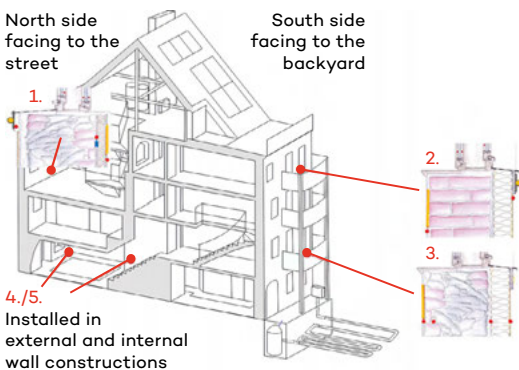 North side
facing to the
street
South side
facing to the
backyard
1.
2.
3.
4./5.
Installed in
external and internal
wall constructions